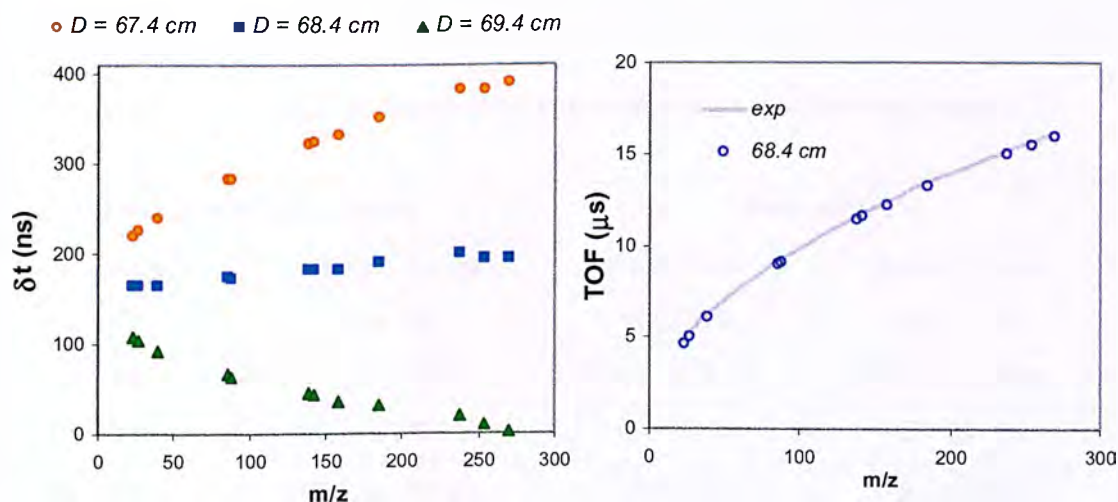 D = 67.4 cm D = 68.4 cm D = 69.4 cm
δt (ns)
400
300
200
100
0
0 50 100 150 200 250 300
m/z
TOF (μs)
20
15
10
5
0
exp
68.4 cm
0 100 200 300
m/z